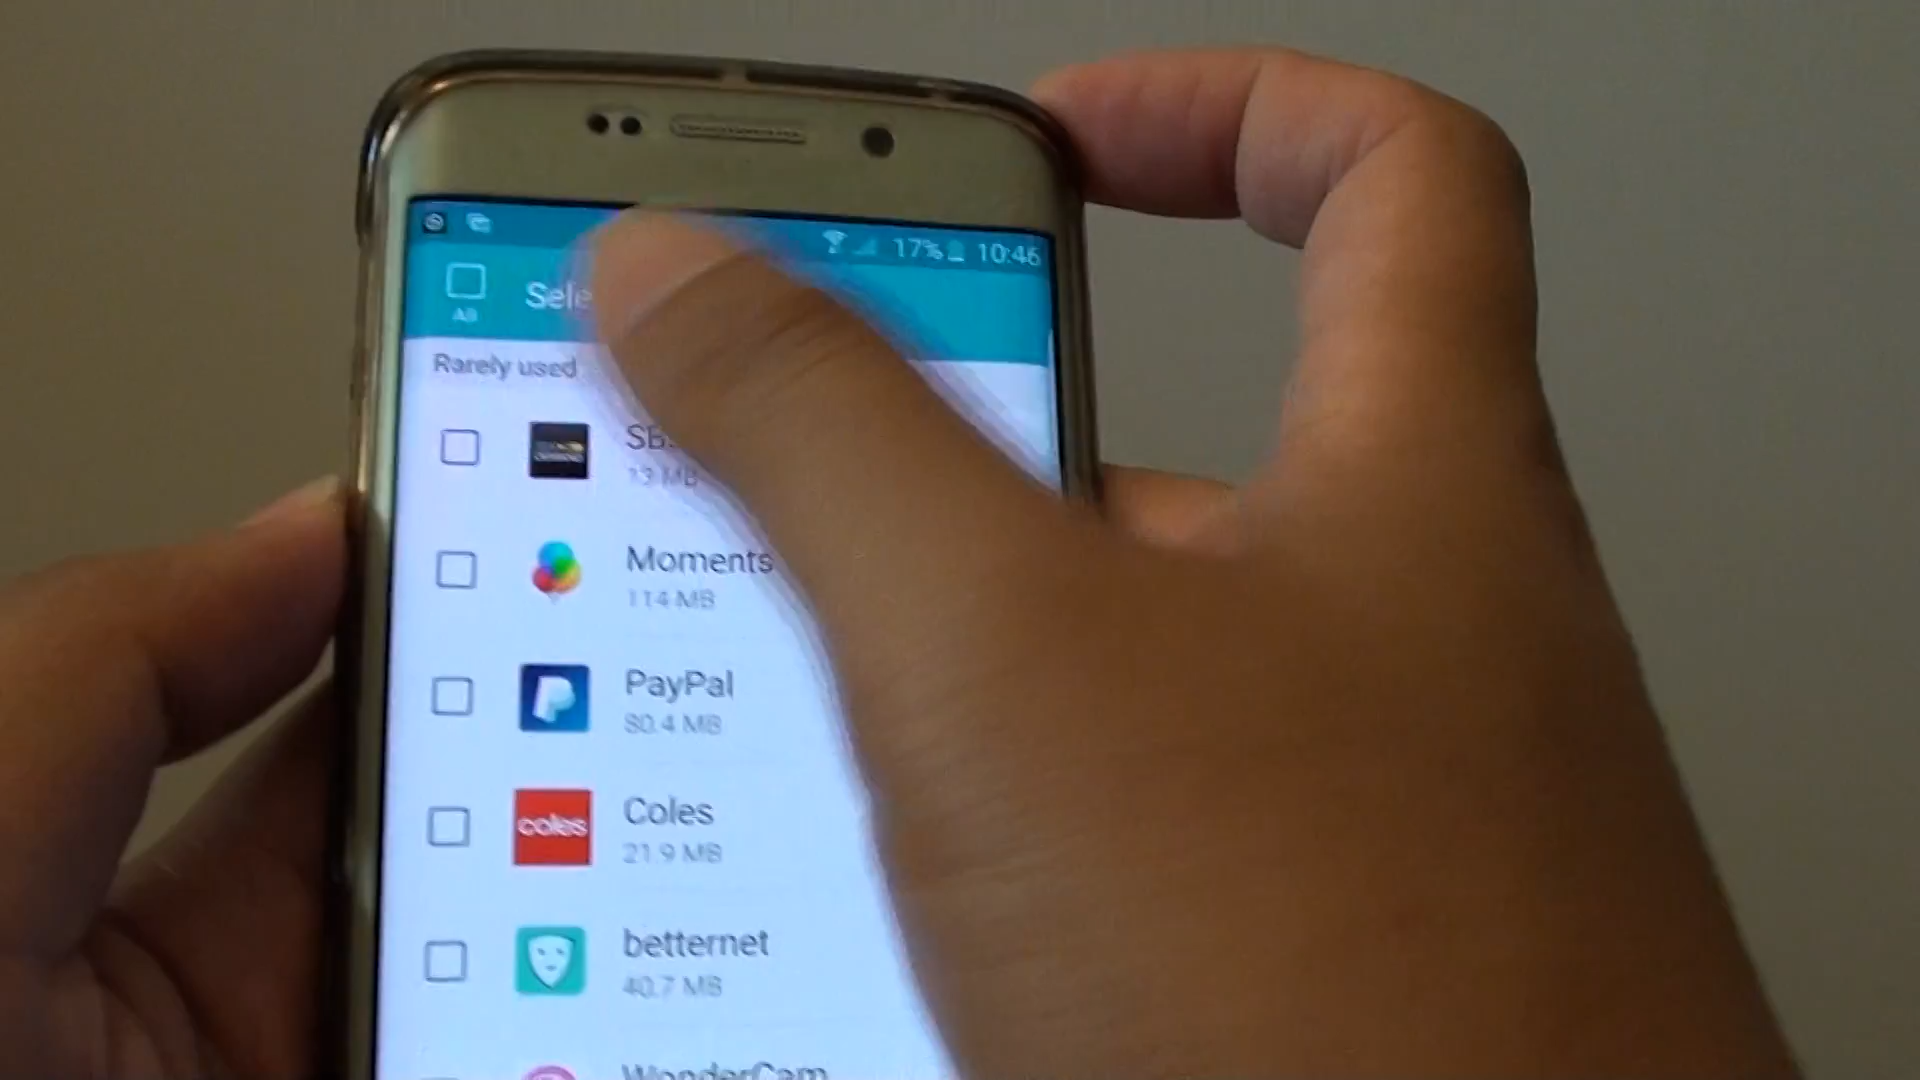 17% 10:46
All
Sele
Rarely used
SBS
13 MB
Moments
114 MB
PayPal
80.4 MB
coles
Coles
21.9 MB
betternet
40.7 MB
WonderCam